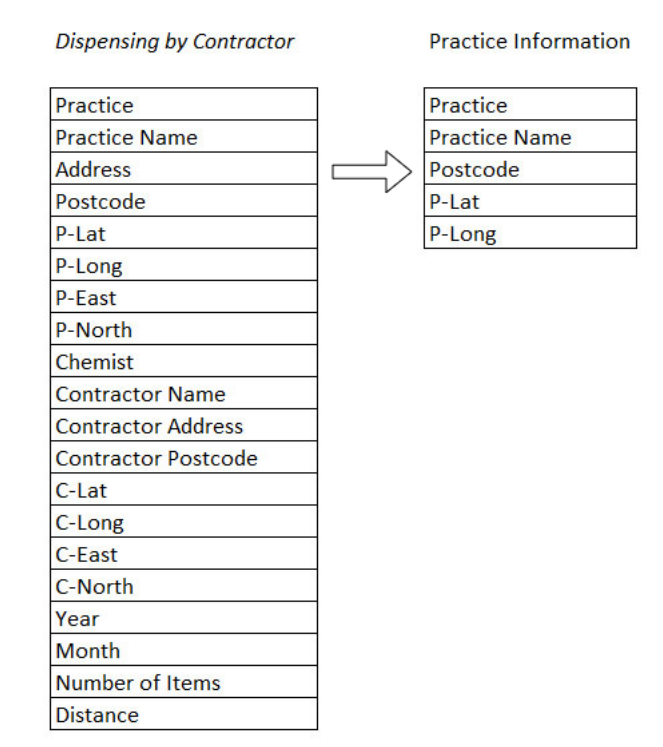 Dispensing by Contractor
Practice
Practice Name
Address
Postcode
P-Lat
P-Long
P-East
P-North
Chemist
Contractor Name
Contractor Address
Contractor Postcode
C-Lat
C-Long
C-East
C-North
Year
Month
Number of Items
Distance
Practice Information
Practice
Practice Name
Postcode
P-Lat
P-Long